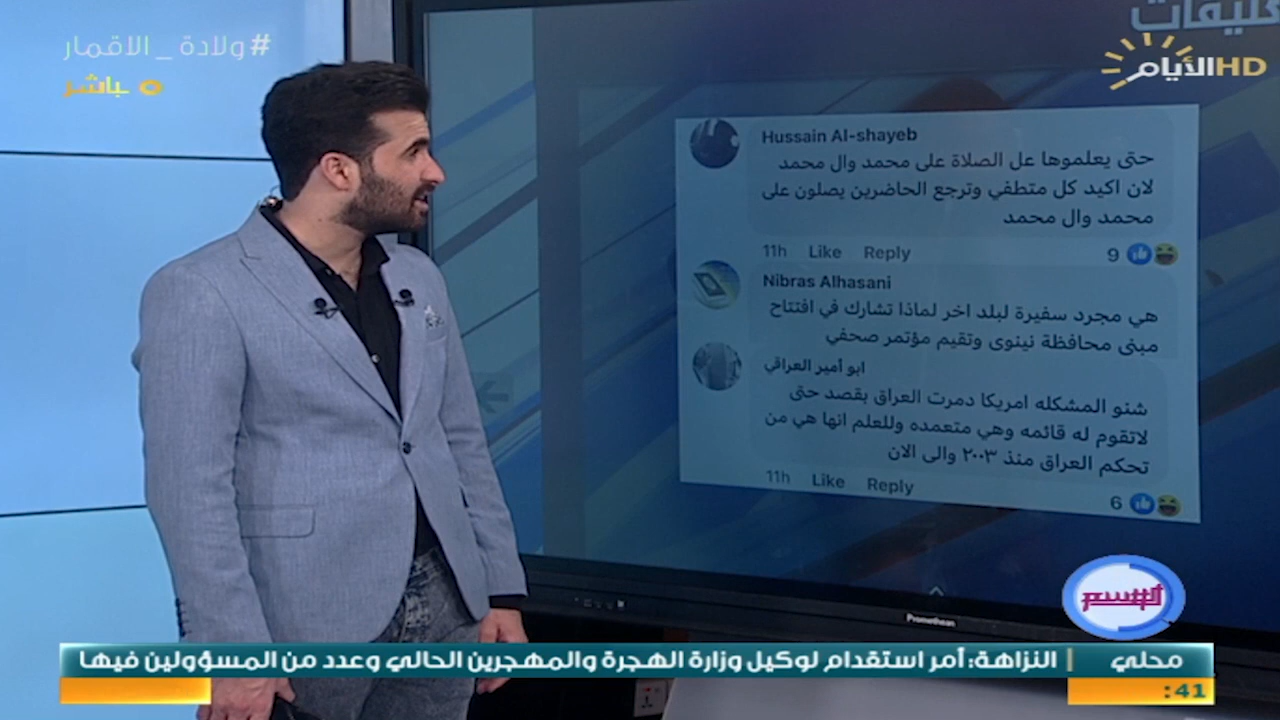 #ولادة_الاقمار
تعليقات
الأيام HD
مباشر
Hussain Al-shayeb
حتى يعلموها عل الصلاة على محمد وال محمد
لان اكيد كل متطفي وترجع الحاضرين يصلون على
محمد وال محمد
11h Like Reply 9
Nibras Alhasani
هي مجرد سفيرة لبلد اخر لماذا تشارك في افتتاح
مبنى محافظة نينوى وتقيم مؤتمر صحفي
ابو أمير العراقي
شنو المشكله امريكا دمرت العراق بقصد حتى
لاتقوم له قائمه وهي متعمده وللعلم انها هي من
تحكم العراق منذ ٢٠٠٣ والى الان
11h Like Reply 6
الوسم
Promethean
محلي | النزاهة: أمر استقدام لوكيل وزارة الهجرة والمهجرين الحالي وعدد من المسؤولين فيها
:41